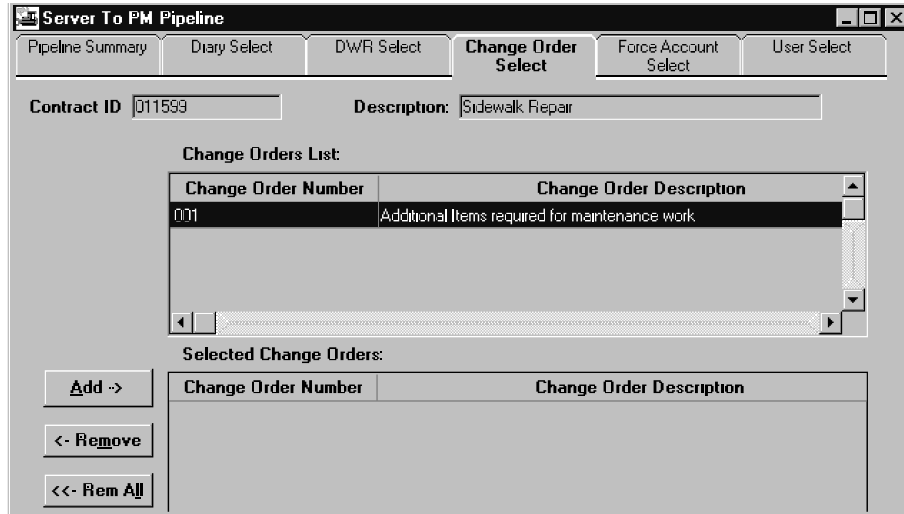 Server To PM Pipeline
Pipeline Summary Diary Select DWR Select Change Order Select Force Account Select User Select
Contract ID 011599 Description: Sidewalk Repair
Change Orders List:
Change Order Number Change Order Description
001 Additional Items required for maintenance work
Selected Change Orders:
Add -> Change Order Number Change Order Description
<- Remove
<<- Rem All